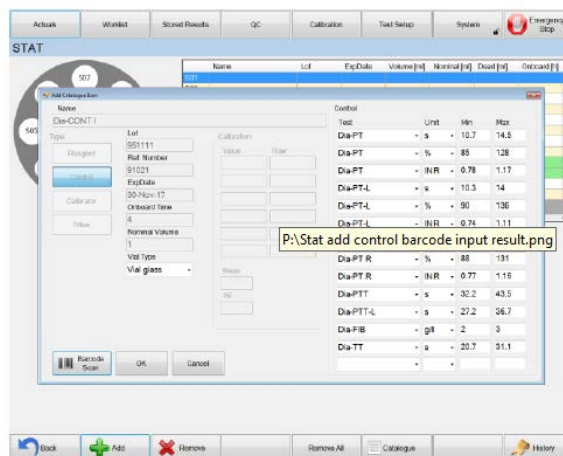 Actuals Worklist Stored Results QC Calibration Test Setup System Emergency Stop
STAT
Name Lot ExpDate Volume [ml] Nominal [ml] Dead [ml] Onboard [h]
S01
S07
S05
Add Catalogue Item
Name
Dia-CONT I
Type
Reagent
Control
Calibrator
Other
Lot
951111
Ref. Number
91021
ExpDate
30-Nov-17
Onboard Time
4
Nominal Volume
1
Vial Type
Vial glass
Calibration
Value Raw
Mean
ISI
Control
Test Unit Min Max
Dia-PT s 10.7 14.5
Dia-PT % 85 128
Dia-PT INR 0.78 1.17
Dia-PT-L s 10.3 14
Dia-PT-L % 90 136
Dia-PT-L INR 0.74 1.11
P:\Stat add control barcode input result.png
Dia-PT R % 88 131
Dia-PT R INR 0.77 1.16
Dia-PTT s 32.2 43.5
Dia-PTT-L s 27.2 36.7
Dia-FIB g/l 2 3
Dia-TT s 20.7 31.1
Barcode Scan OK Cancel
Back Add Remove Remove All Catalogue History